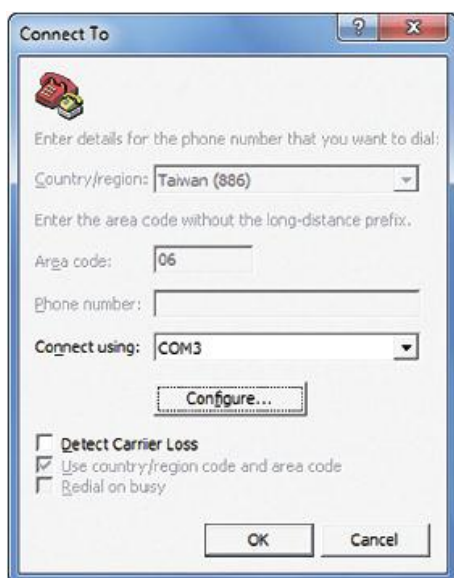 Connect To
Enter details for the phone number that you want to dial:
Country/region: Taiwan (886)
Enter the area code without the long-distance prefix.
Area code: 06
Phone number:
Connect using: COM3
Configure...
Detect Carrier Loss
Use country/region code and area code
Redial on busy
OK Cancel